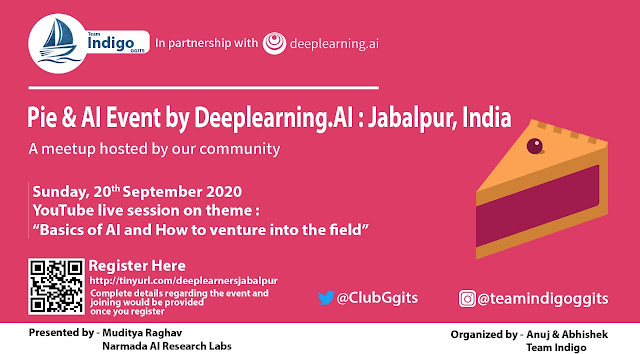 Team
Indigo
GGITS
In partnership with deeplearning.ai
Pie & AI Event by Deeplearning.AI : Jabalpur, India
A meetup hosted by our community
Sunday, 20th September 2020
YouTube live session on theme :
“Basics of AI and How to venture into the field”
Register Here
http://tinyurl.com/deeplearnersjabalpur
Complete details regarding the event and
joining would be provided
once you register
@ClubGgits
@teamindigoggits
Presented by - Muditya Raghav
Narmada AI Research Labs
Organized by - Anuj & Abhishek
Team Indigo